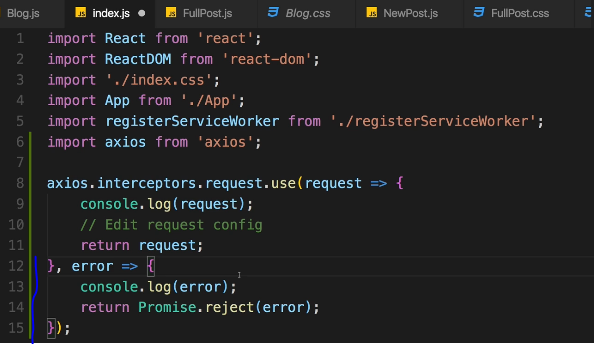 Blog.js index.js JS FullPost.js Blog.css JS NewPost.js FullPost.css
1 import React from 'react';
2 import ReactDOM from 'react-dom';
3 import './index.css';
4 import App from './App';
5 import registerServiceWorker from './registerServiceWorker';
6 import axios from 'axios';
7
8 axios.interceptors.request.use(request => {
9 console.log(request);
10 // Edit request config
11 return request;
12 }, error => {
13 console.log(error);
14 return Promise.reject(error);
15 });